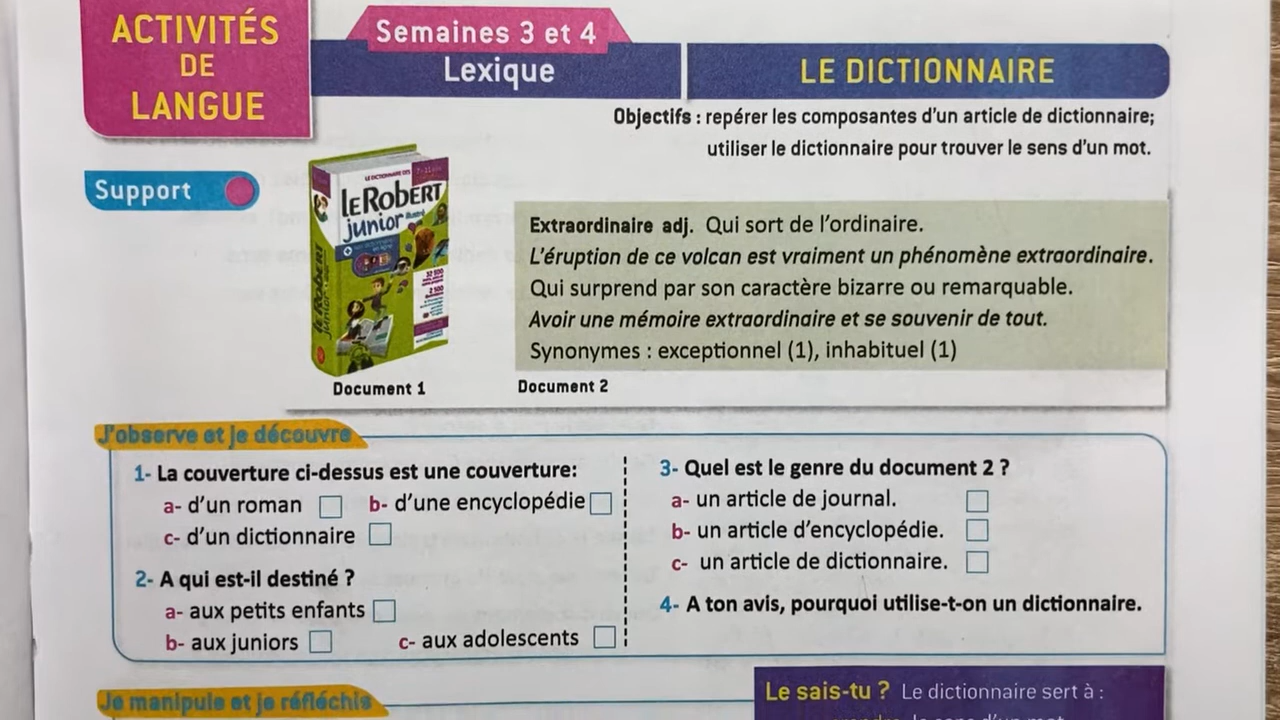 ACTIVITÉS
DE
LANGUE
Semaines 3 et 4
Lexique
LE DICTIONNAIRE
Objectifs : repérer les composantes d'un article de dictionnaire;
utiliser le dictionnaire pour trouver le sens d'un mot.
Support
LE ROBERT
junior illustré
LE ROBERT
Document 1
Extraordinaire adj. Qui sort de l'ordinaire.
L'éruption de ce volcan est vraiment un phénomène extraordinaire.
Qui surprend par son caractère bizarre ou remarquable.
Avoir une mémoire extraordinaire et se souvenir de tout.
Synonymes : exceptionnel (1), inhabituel (1)
Document 2
J'observe et je découvre
1- La couverture ci-dessus est une couverture:
a- d'un roman b- d'une encyclopédie
c- d'un dictionnaire
2- A qui est-il destiné ?
a- aux petits enfants
b- aux juniors c- aux adolescents
3- Quel est le genre du document 2 ?
a- un article de journal.
b- un article d'encyclopédie.
c- un article de dictionnaire.
4- A ton avis, pourquoi utilise-t-on un dictionnaire.
Je manipule et je réfléchis
Le sais-tu ? Le dictionnaire sert à :